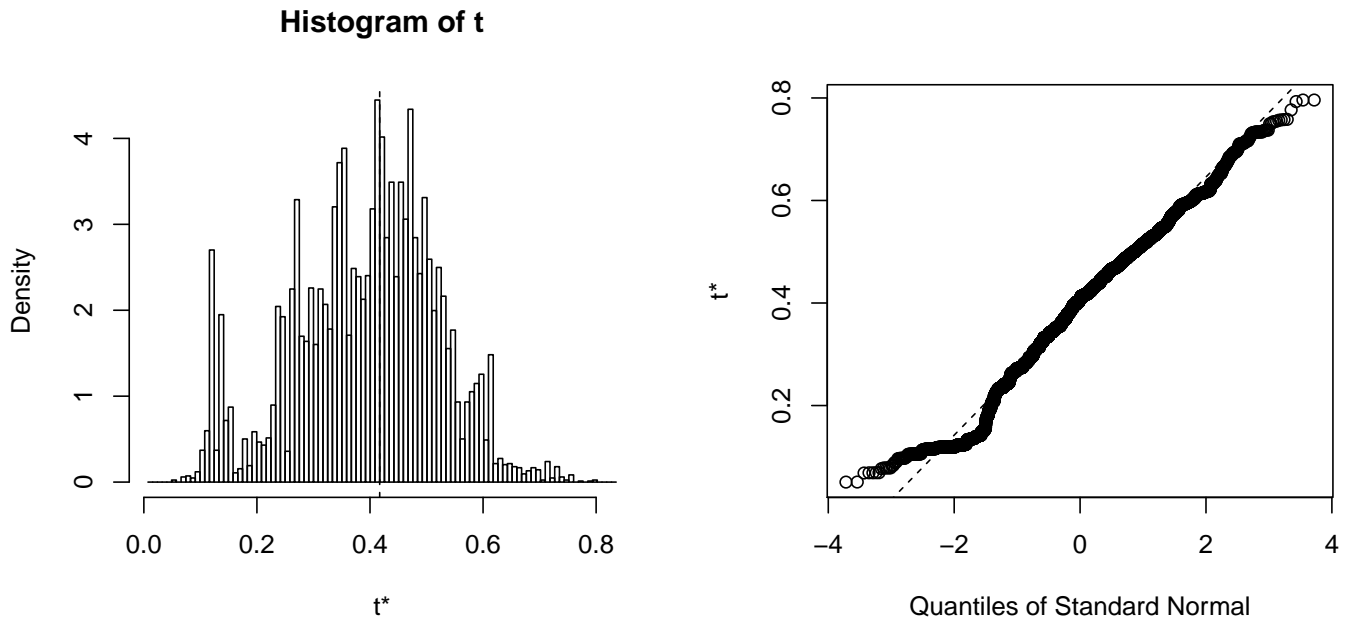 Histogram of t
Density
0
1
2
3
4
0.0 0.2 0.4 0.6 0.8
t*
t*
0.2
0.4
0.6
0.8
−4 −2 0 2 4
Quantiles of Standard Normal